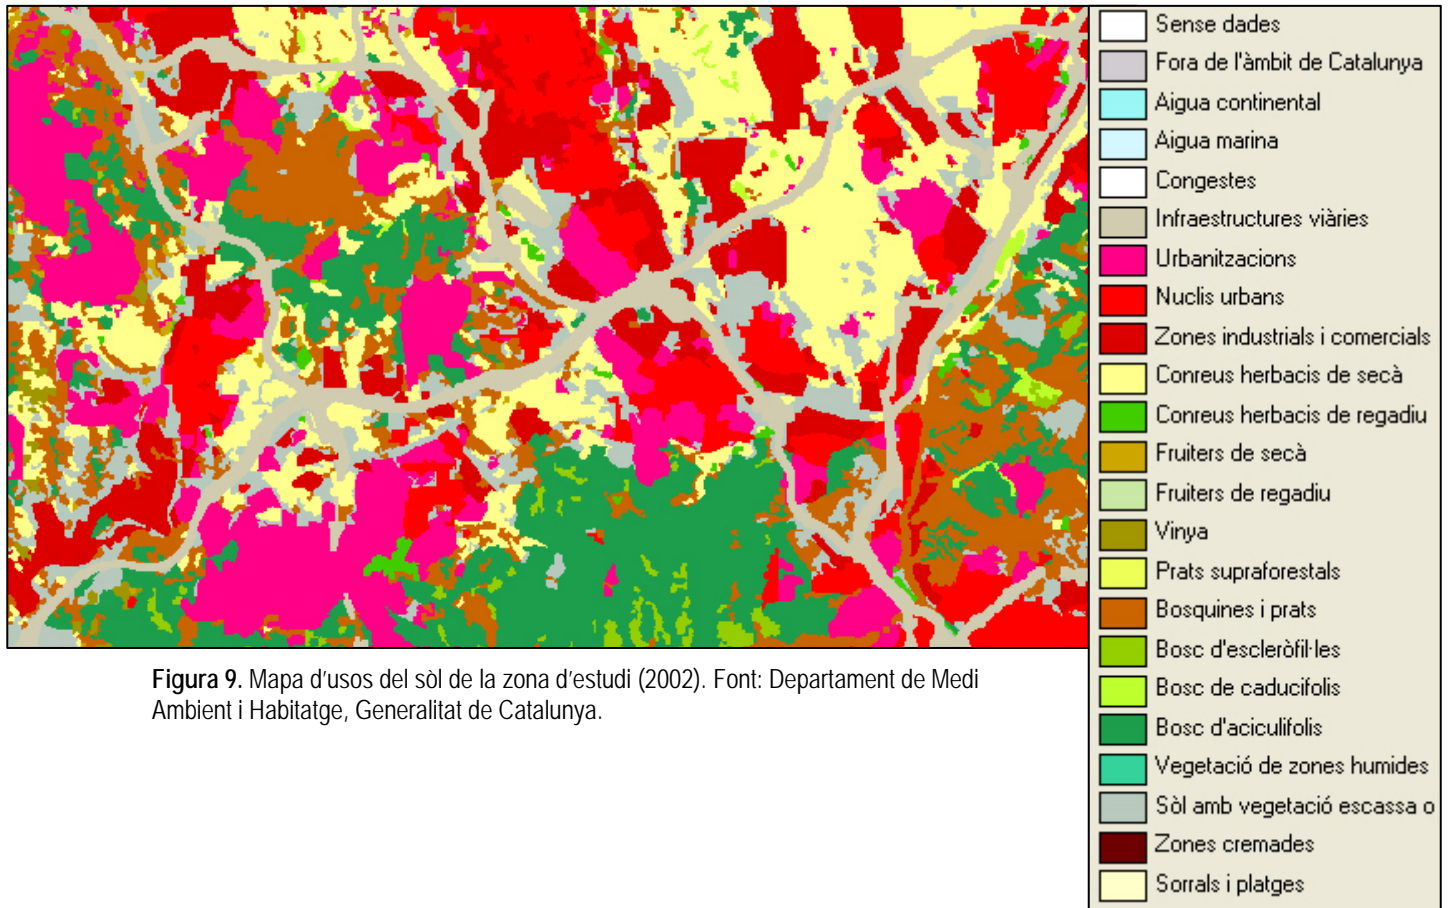 Sense dades
Fora de l'àmbit de Catalunya
Aigua continental
Aigua marina
Congestes
Infraestructures viàries
Urbanitzacions
Nuclis urbans
Zones industrials i comercials
Conreus herbacis de secà
Conreus herbacis de regadiu
Fruiters de secà
Fruiters de regadiu
Vinya
Prats supraforestals
Bosquines i prats
Bosc d'escleròfil·les
Bosc de caducifolis
Bosc d'aciculifolis
Vegetació de zones humides
Sòl amb vegetació escassa o
Zones cremades
Sorrals i platges
Figura 9. Mapa d'usos del sòl de la zona d'estudi (2002). Font: Departament de Medi
Ambient i Habitatge, Generalitat de Catalunya.